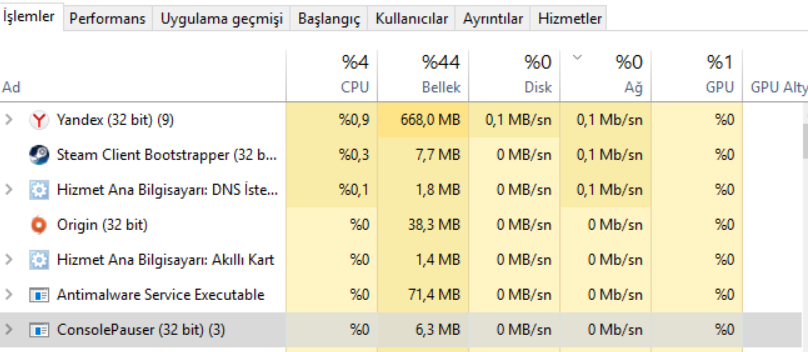 İşlemler Performans Uygulama geçmişi Başlangıç Kullanıcılar Ayrıntılar Hizmetler
%4 %44 %0 %0 %1
Ad CPU Bellek Disk Ağ GPU GPU Alty
Yandex (32 bit) (9) %0,9 668,0 MB 0,1 MB/sn 0,1 Mb/sn %0
Steam Client Bootstrapper (32 b... %0,3 7,7 MB 0 MB/sn 0,1 Mb/sn %0
Hizmet Ana Bilgisayarı: DNS İste... %0,1 1,8 MB 0 MB/sn 0,1 Mb/sn %0
Origin (32 bit) %0 38,3 MB 0 MB/sn 0 Mb/sn %0
Hizmet Ana Bilgisayarı: Akıllı Kart %0 1,4 MB 0 MB/sn 0 Mb/sn %0
Antimalware Service Executable %0 71,4 MB 0 MB/sn 0 Mb/sn %0
ConsolePauser (32 bit) (3) %0 6,3 MB 0 MB/sn 0 Mb/sn %0